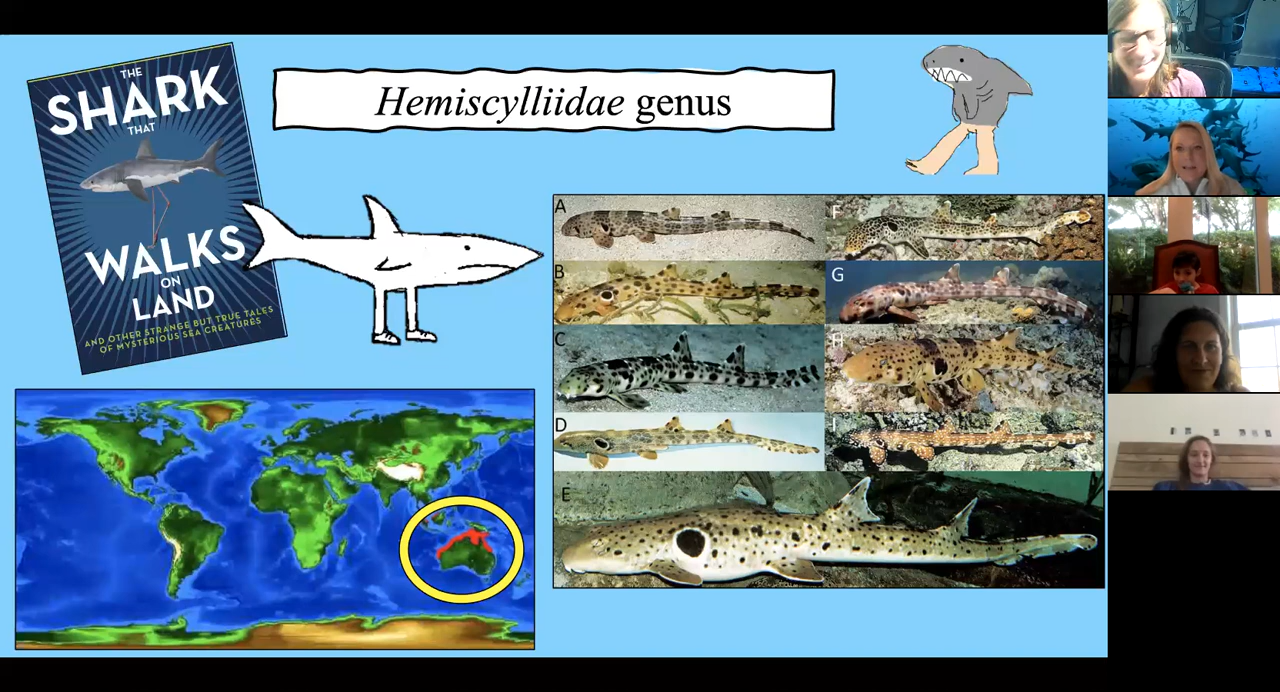 THE
SHARK
THAT
WALKS
ON
LAND
AND OTHER STRANGE BUT TRUE TALES
OF MYSTERIOUS SEA CREATURES
Hemiscylliidae genus
A
B
C
D
E
F
G
H
I